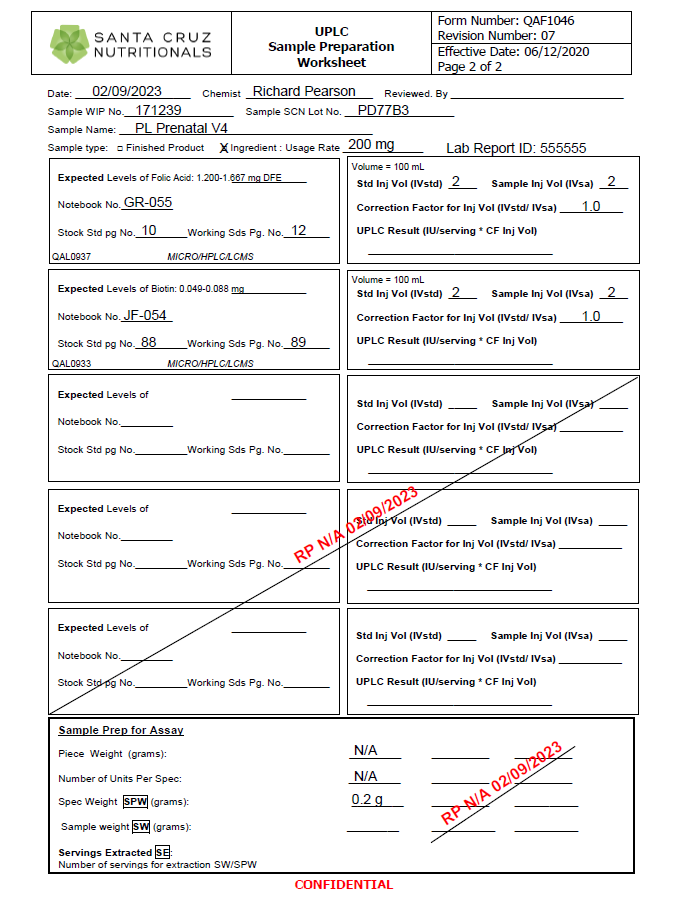 SANTA CRUZ
NUTRITIONALS
UPLC
Sample Preparation
Worksheet
Form Number: QAF1046
Revision Number: 07
Effective Date: 06/12/2020
Page 2 of 2
Date: 02/09/2023 Chemist Richard Pearson Reviewed. By
Sample WIP No. 171239 Sample SCN Lot No. PD77B3
Sample Name: PL Prenatal V4
Sample type: □ Finished Product X Ingredient : Usage Rate 200 mg Lab Report ID: 555555
Expected Levels of Folic Acid: 1.200-1.667 mg DFE
Notebook No. GR-055
Stock Std pg No. 10 Working Sds Pg. No. 12
QAL0937 MICRO/HPLC/LCMS
Volume = 100 mL
Std Inj Vol (IVstd) 2 Sample Inj Vol (IVsa) 2
Correction Factor for Inj Vol (IVstd/ IVsa) 1.0
UPLC Result (IU/serving * CF Inj Vol)
Expected Levels of Biotin: 0.049-0.088 mg
Notebook No. JF-054
Stock Std pg No. 88 Working Sds Pg. No. 89
QAL0933 MICRO/HPLC/LCMS
Volume = 100 mL
Std Inj Vol (IVstd) 2 Sample Inj Vol (IVsa) 2
Correction Factor for Inj Vol (IVstd/ IVsa) 1.0
UPLC Result (IU/serving * CF Inj Vol)
Expected Levels of
Notebook No.
Stock Std pg No. Working Sds Pg. No.
Std Inj Vol (IVstd) Sample Inj Vol (IVsa)
Correction Factor for Inj Vol (IVstd/ IVsa)
UPLC Result (IU/serving * CF Inj Vol)
RP N/A 02/09/2023
Expected Levels of
Notebook No.
Stock Std pg No. Working Sds Pg. No.
Std Inj Vol (IVstd) Sample Inj Vol (IVsa)
Correction Factor for Inj Vol (IVstd/ IVsa)
UPLC Result (IU/serving * CF Inj Vol)
Expected Levels of
Notebook No.
Stock Std pg No. Working Sds Pg. No.
Std Inj Vol (IVstd) Sample Inj Vol (IVsa)
Correction Factor for Inj Vol (IVstd/ IVsa)
UPLC Result (IU/serving * CF Inj Vol)
Sample Prep for Assay
Piece Weight (grams): N/A
Number of Units Per Spec: N/A
Spec Weight SPW (grams): 0.2 g
Sample weight SW (grams):
RP N/A 02/09/2023
Servings Extracted SE:
Number of servings for extraction SW/SPW
CONFIDENTIAL